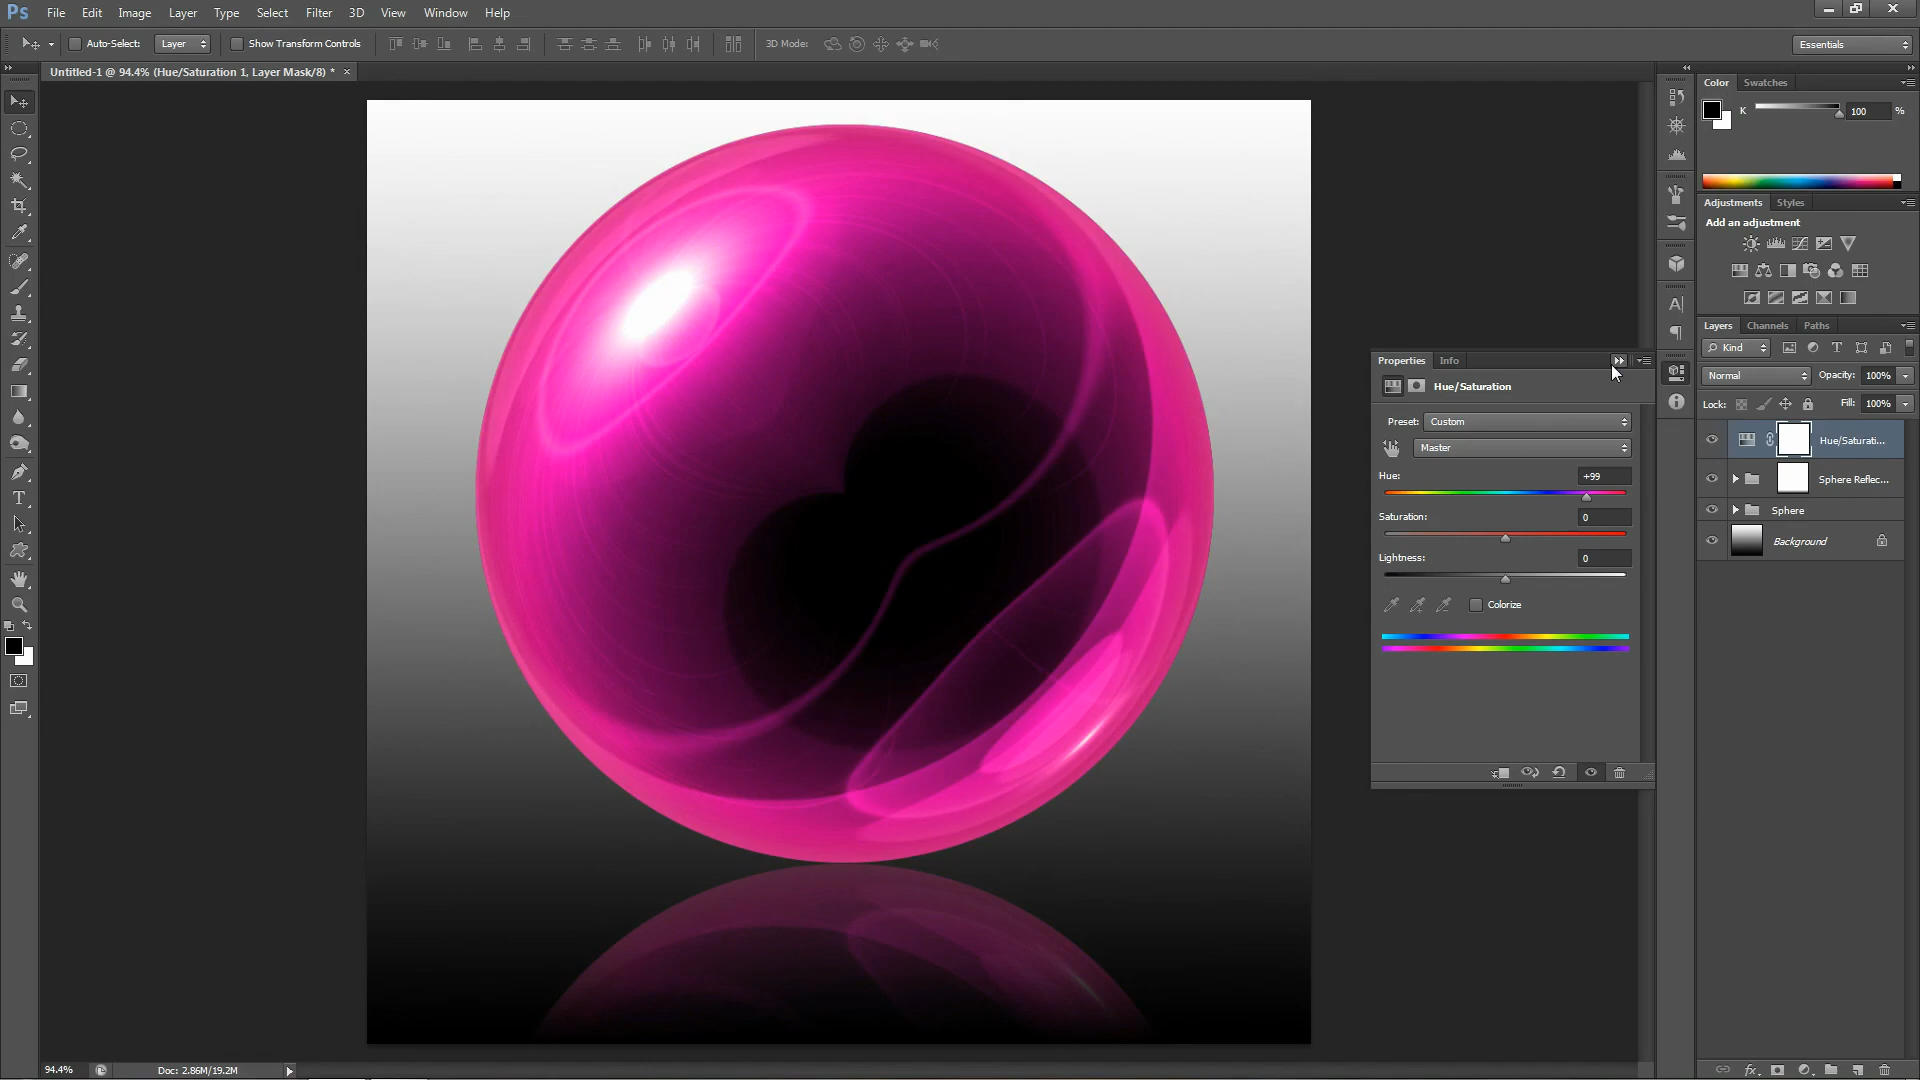 Ps File Edit Image Layer Type Select Filter 3D View Window Help
Auto-Select: Layer Show Transform Controls 3D Mode: Essentials
Untitled-1 @ 94.4% (Hue/Saturation 1, Layer Mask/8) * ×
Color Swatches
K 100 %
Adjustments Styles
Add an adjustment
Layers Channels Paths
Kind
Normal Opacity: 100%
Lock: Fill: 100%
Hue/Saturati...
Sphere Reflec...
Sphere
Background
Properties Info
Hue/Saturation
Preset: Custom
Master
Hue: +99
Saturation: 0
Lightness: 0
Colorize
94.4% Doc: 2.86M/19.2M